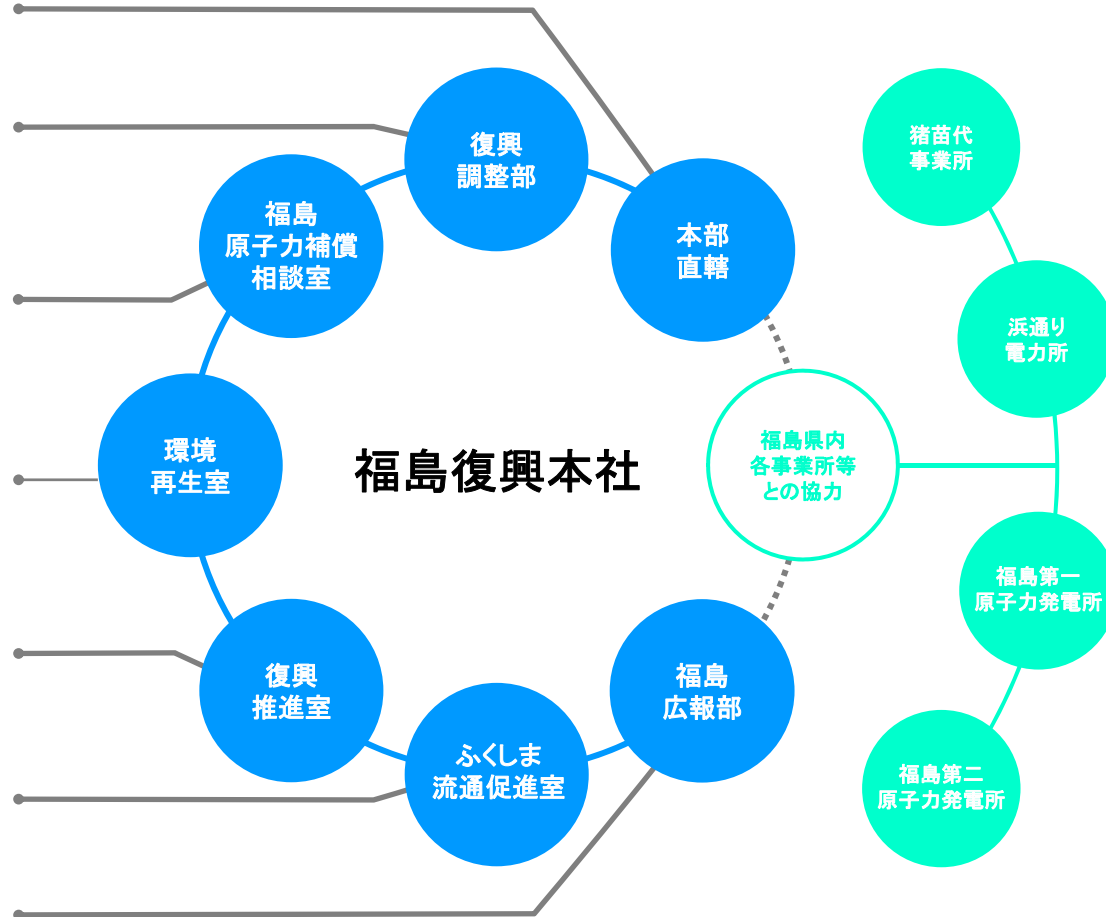 復興
調整部
本部
直轄
福島
原子力補償
相談室
環境
再生室
福島復興本社
復興
推進室
ふくしま
流通促進室
福島
広報部
福島県内
各事業所等
との協力
猪苗代
事業所
浜通り
電力所
福島第一
原子力発電所
福島第二
原子力発電所